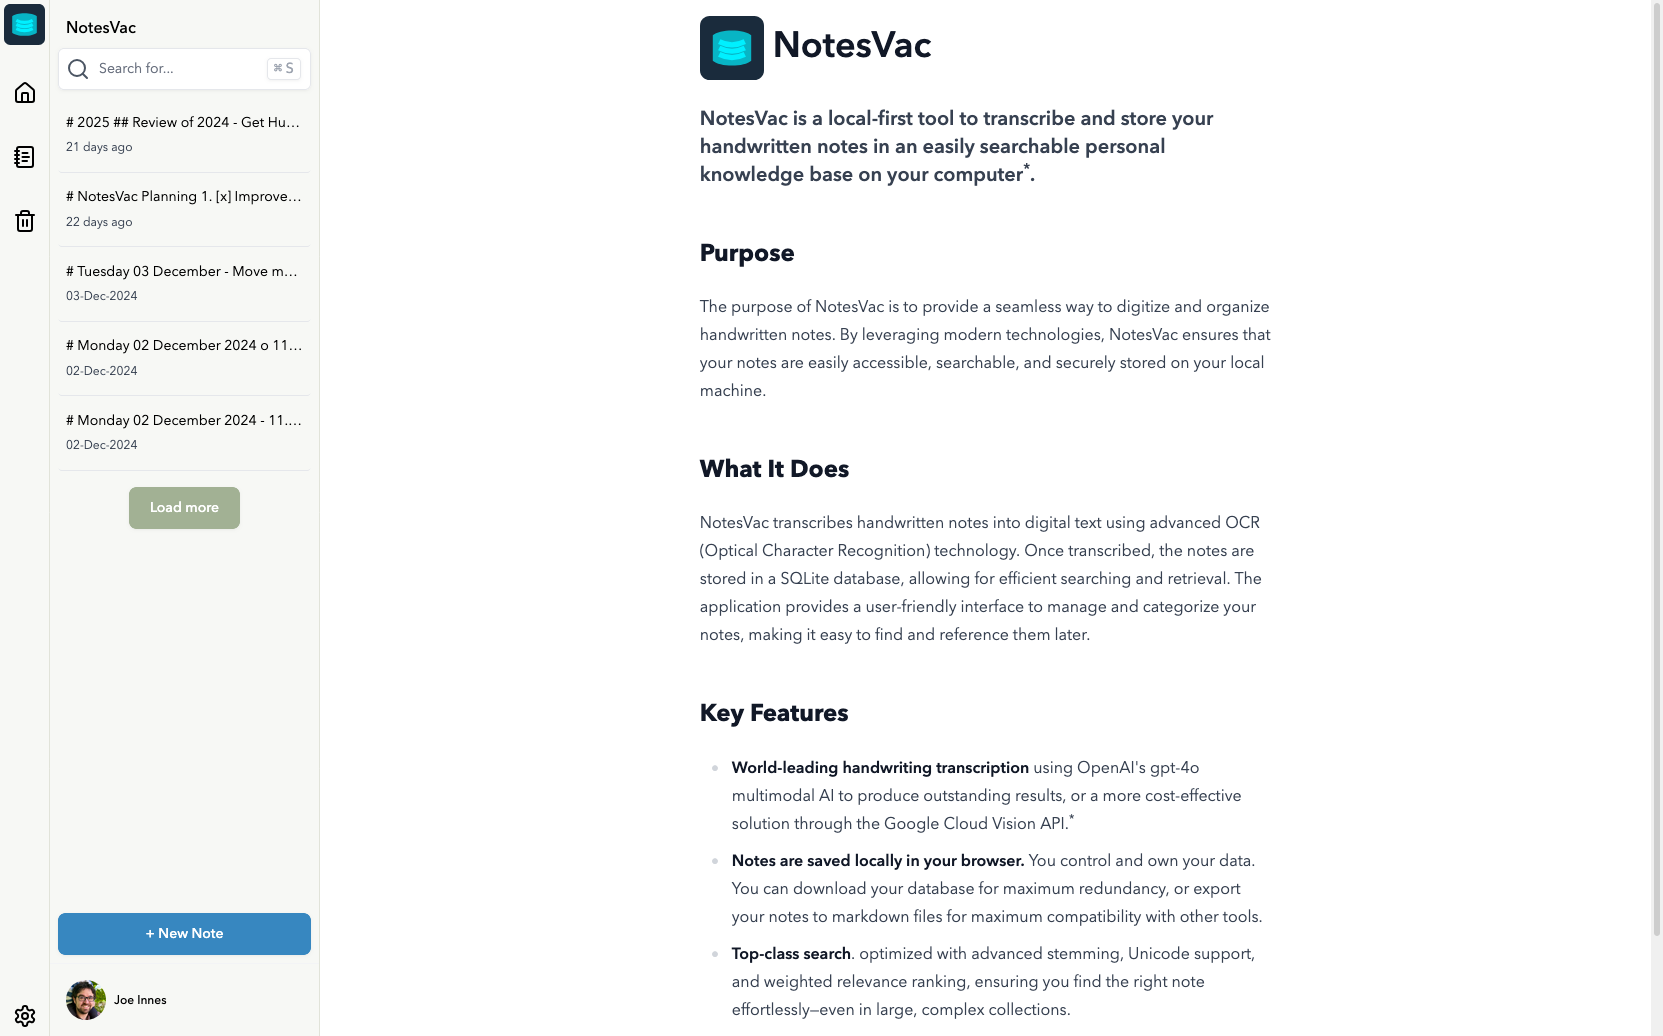 NotesVac
Search for...
⌘ S
# 2025 ## Review of 2024 - Get Hu...
21 days ago
# NotesVac Planning 1. [x] Improve...
22 days ago
# Tuesday 03 December - Move m...
03-Dec-2024
# Monday 02 December 2024 o 11...
02-Dec-2024
# Monday 02 December 2024 - 11....
02-Dec-2024
Load more
+ New Note
Joe Innes
NotesVac
NotesVac is a local-first tool to transcribe and store your
handwritten notes in an easily searchable personal
knowledge base on your computer*.
Purpose
The purpose of NotesVac is to provide a seamless way to digitize and organize
handwritten notes. By leveraging modern technologies, NotesVac ensures that
your notes are easily accessible, searchable, and securely stored on your local
machine.
What It Does
NotesVac transcribes handwritten notes into digital text using advanced OCR
(Optical Character Recognition) technology. Once transcribed, the notes are
stored in a SQLite database, allowing for efficient searching and retrieval. The
application provides a user-friendly interface to manage and categorize your
notes, making it easy to find and reference them later.
Key Features
World-leading handwriting transcription using OpenAI's gpt-4o
multimodal AI to produce outstanding results, or a more cost-effective
solution through the Google Cloud Vision API.*
Notes are saved locally in your browser. You control and own your data.
You can download your database for maximum redundancy, or export
your notes to markdown files for maximum compatibility with other tools.
Top-class search. optimized with advanced stemming, Unicode support,
and weighted relevance ranking, ensuring you find the right note
effortlessly—even in large, complex collections.